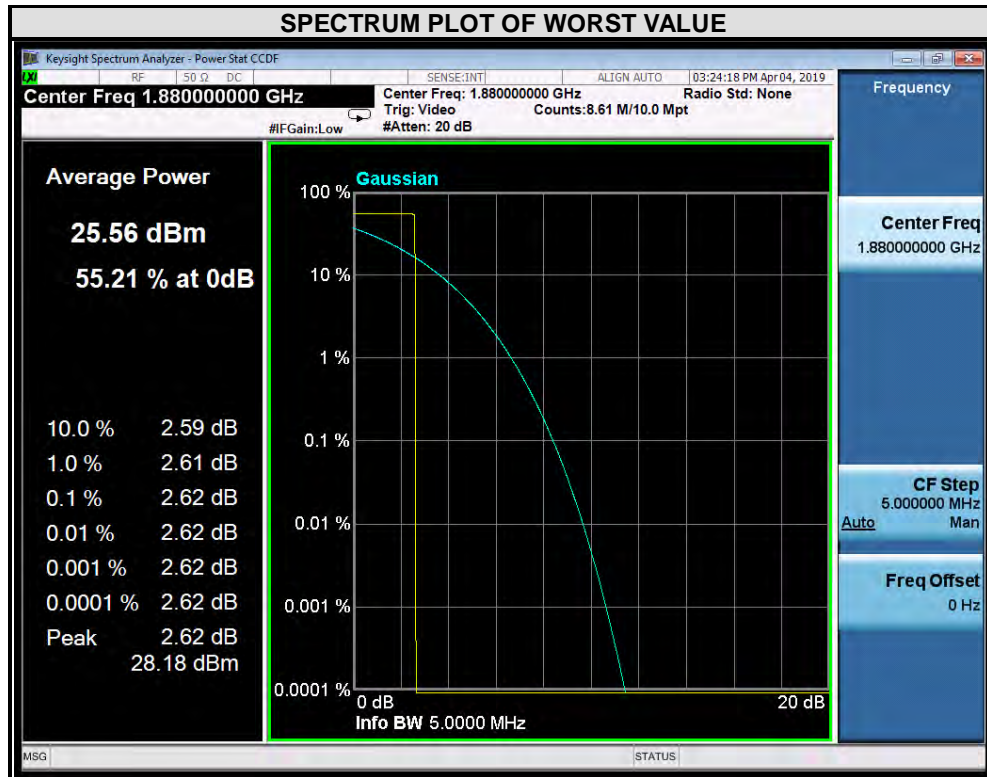 SPECTRUM PLOT OF WORST VALUE
Keysight Spectrum Analyzer - Power Stat CCDF
LXI RF 50 Ω DC SENSE:INT ALIGN AUTO 03:24:18 PM Apr 04, 2019
Center Freq 1.880000000 GHz
Center Freq: 1.880000000 GHz Radio Std: None
Trig: Video Counts:8.61 M/10.0 Mpt
#IFGain:Low #Atten: 20 dB
Frequency
Average Power
25.56 dBm
55.21 % at 0dB
10.0 % 2.59 dB
1.0 % 2.61 dB
0.1 % 2.62 dB
0.01 % 2.62 dB
0.001 % 2.62 dB
0.0001 % 2.62 dB
Peak 2.62 dB
28.18 dBm
Gaussian
100 %
10 %
1 %
0.1 %
0.01 %
0.001 %
0.0001 %
0 dB 20 dB
Info BW 5.0000 MHz
Center Freq
1.880000000 GHz
CF Step
5.000000 MHz
Auto Man
Freq Offset
0 Hz
MSG STATUS